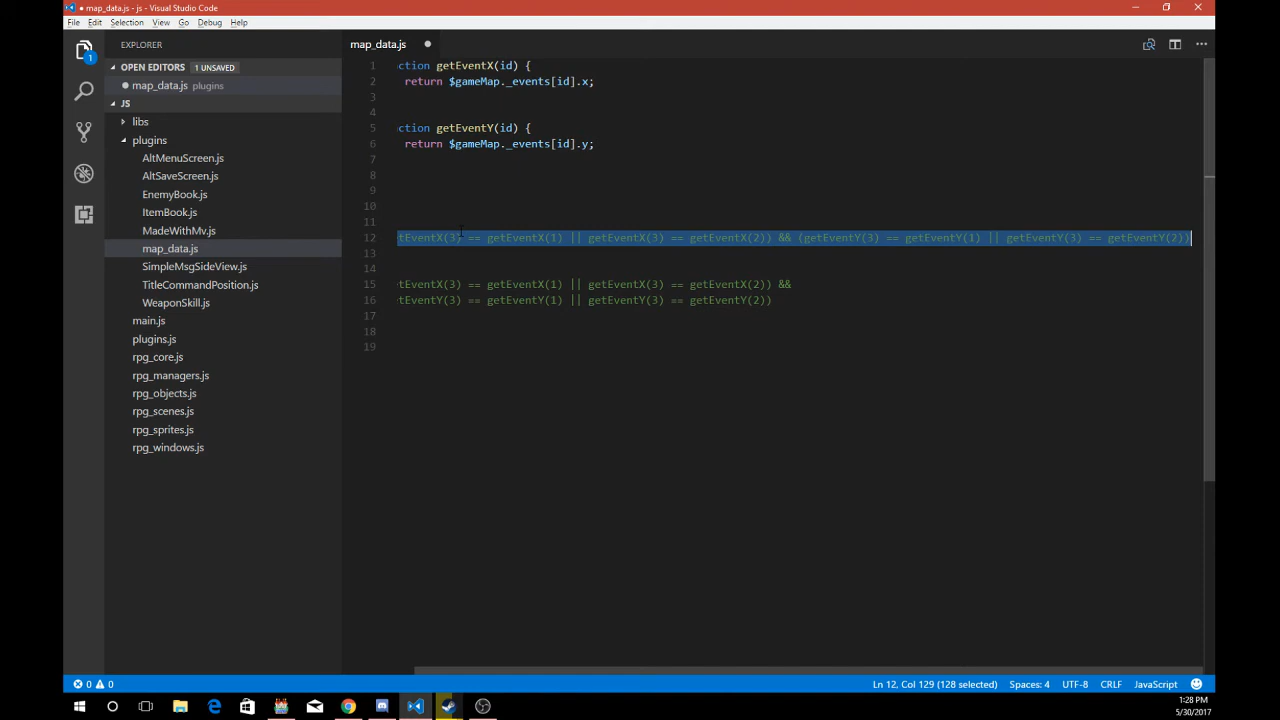 map_data.js - js - Visual Studio Code
File Edit Selection View Go Debug Help
EXPLORER
map_data.js
1
OPEN EDITORS 1 UNSAVED
map_data.js plugins
JS
libs
plugins
AltMenuScreen.js
AltSaveScreen.js
EnemyBook.js
ItemBook.js
MadeWithMv.js
map_data.js
SimpleMsgSideView.js
TitleCommandPosition.js
WeaponSkill.js
main.js
plugins.js
rpg_core.js
rpg_managers.js
rpg_objects.js
rpg_scenes.js
rpg_sprites.js
rpg_windows.js
1 ction getEventX(id) {
2 return $gameMap._events[id].x;
3
4
5 ction getEventY(id) {
6 return $gameMap._events[id].y;
7
8
9
10
11
12 tEventX(3) == getEventX(1) || getEventX(3) == getEventX(2)) && (getEventY(3) == getEventY(1) || getEventY(3) == getEventY(2))
13
14
15 tEventX(3) == getEventX(1) || getEventX(3) == getEventX(2)) &&
16 etEventY(3) == getEventY(1) || getEventY(3) == getEventY(2))
17
18
19
0 0
Ln 12, Col 129 (128 selected) Spaces: 4 UTF-8 CRLF JavaScript
1:28 PM
5/30/2017